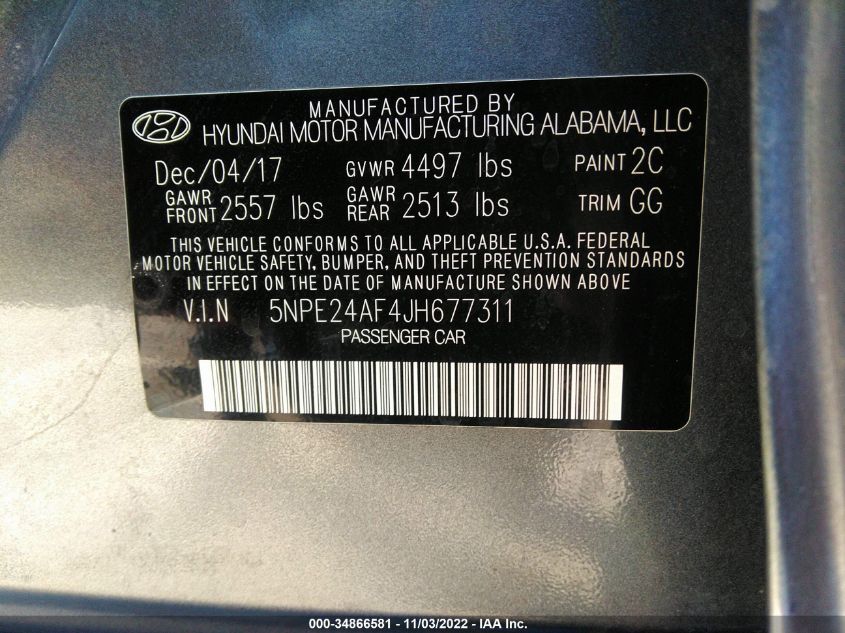 MANUFACTURED BY
HYUNDAI MOTOR MANUFACTURING ALABAMA, LLC
Dec/04/17 GVWR 4497 lbs PAINT 2C
GAWR FRONT 2557 lbs GAWR REAR 2513 lbs TRIM GG
THIS VEHICLE CONFORMS TO ALL APPLICABLE U.S.A. FEDERAL
MOTOR VEHICLE SAFETY, BUMPER, AND THEFT PREVENTION STANDARDS
IN EFFECT ON THE DATE OF MANUFACTURE SHOWN ABOVE
V.I.N 5NPE24AF4JH677311
PASSENGER CAR
000-34866581 - 11/03/2022 - IAA Inc.